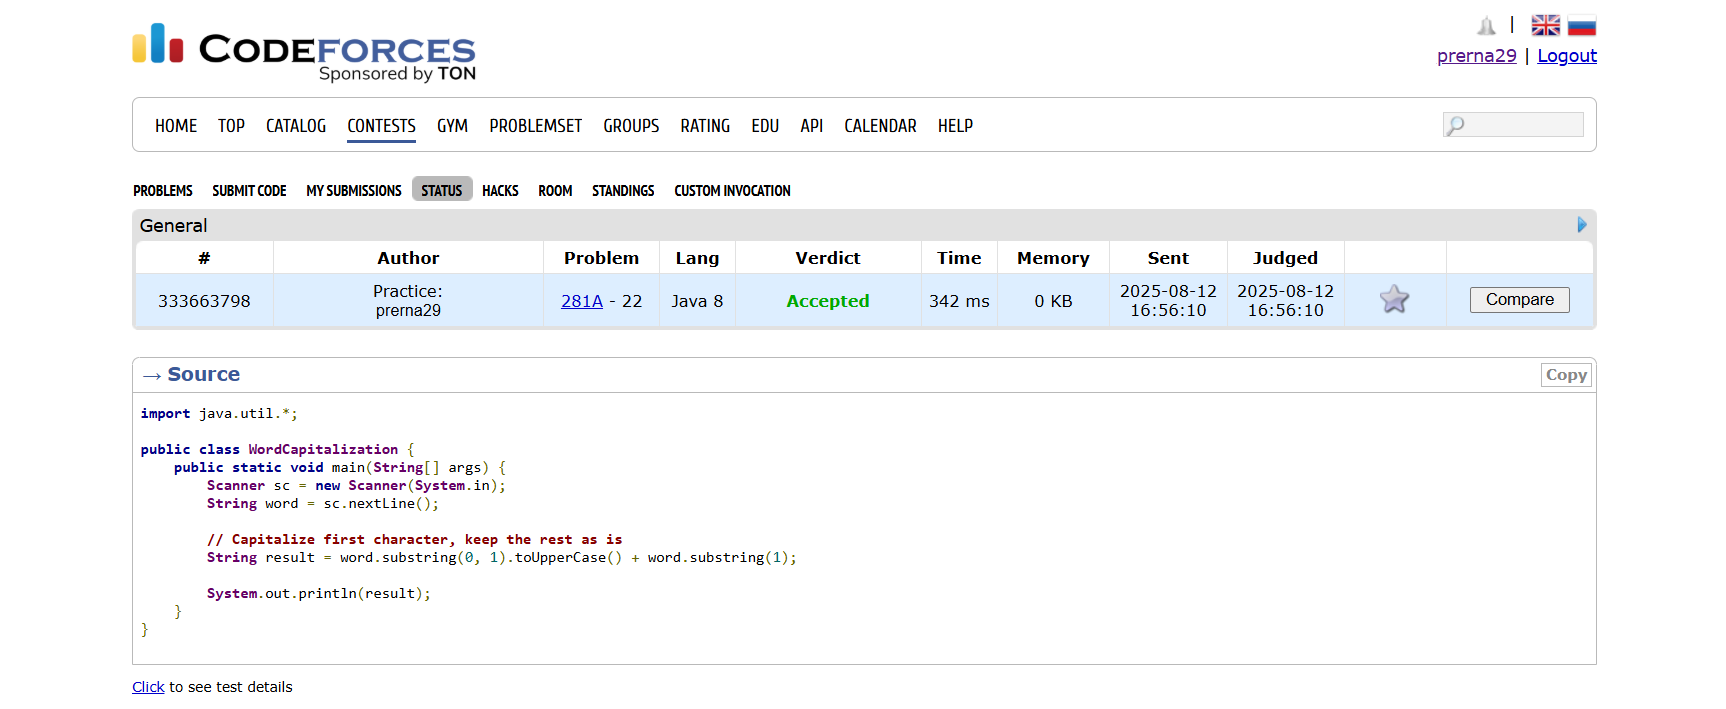 CODEFORCES
Sponsored by TON
|
prerna29 | Logout
HOME TOP CATALOG CONTESTS GYM PROBLEMSET GROUPS RATING EDU API CALENDAR HELP
PROBLEMS SUBMIT CODE MY SUBMISSIONS STATUS HACKS ROOM STANDINGS CUSTOM INVOCATION
General
# Author Problem Lang Verdict Time Memory Sent Judged
333663798 Practice: prerna29 281A - 22 Java 8 Accepted 342 ms 0 KB 2025-08-12 16:56:10 2025-08-12 16:56:10 Compare
→ Source Copy
import java.util.*;
public class WordCapitalization {
    public static void main(String[] args) {
        Scanner sc = new Scanner(System.in);
        String word = sc.nextLine();
        // Capitalize first character, keep the rest as is
        String result = word.substring(0, 1).toUpperCase() + word.substring(1);
        System.out.println(result);
    }
}
Click to see test details